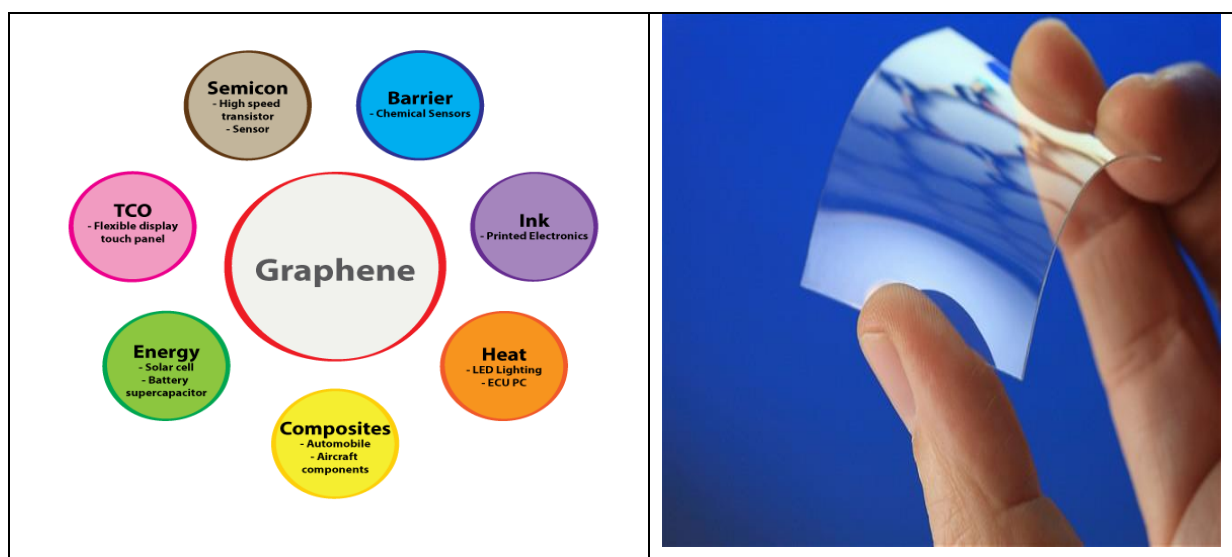 Semicon
- High speed
transistor
- Sensor
Barrier
- Chemical Sensors
TCO
- Flexible display
touch panel
Ink
- Printed Electronics
Graphene
Energy
- Solar cell
- Battery
supercapacitor
Heat
- LED Lighting
- ECU PC
Composites
- Automobile
- Aircraft
components